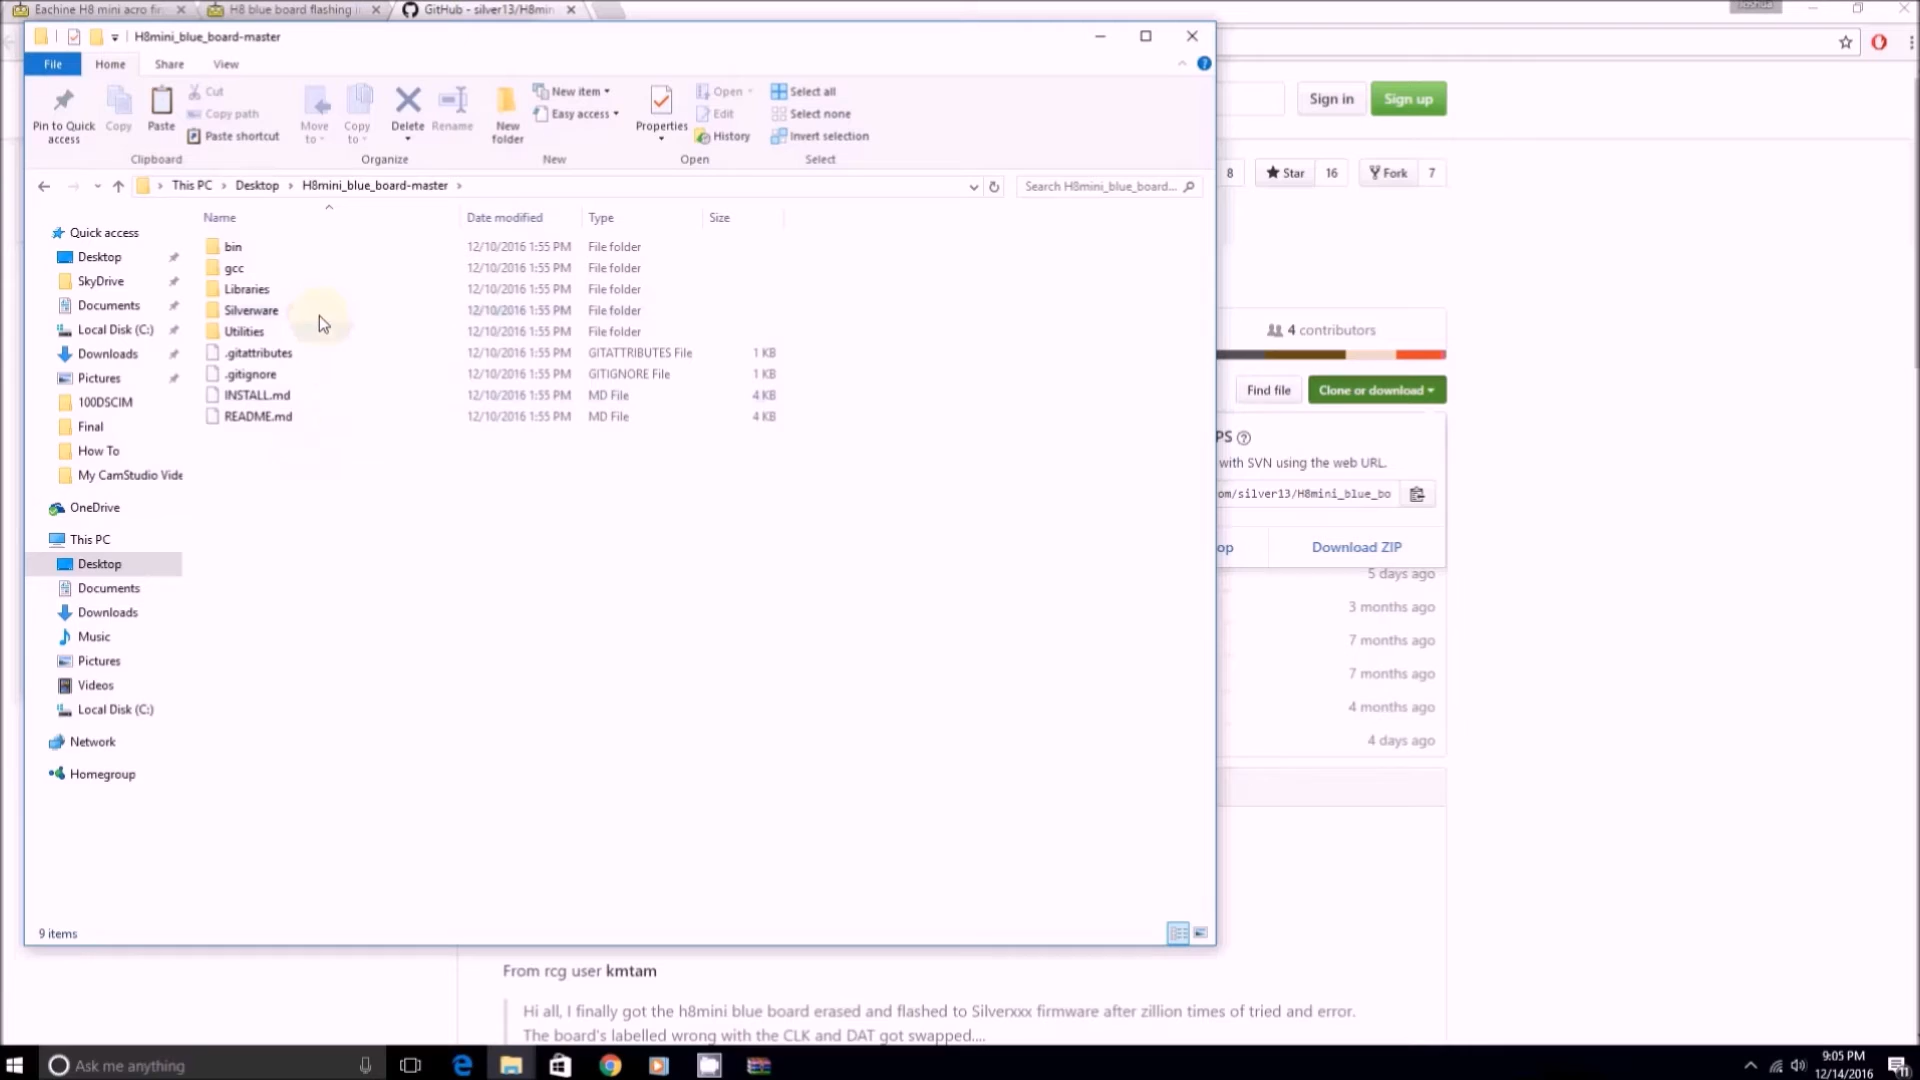 Eachine H8 mini acro fir
H8 blue board flashing i
GitHub - silver13/H8min
H8mini_blue_board-master
File Home Share View
Pin to Quick access
Copy
Paste
Cut
Copy path
Paste shortcut
Clipboard
Move to
Copy to
Delete
Rename
Organize
New folder
New item
Easy access
New
Properties
Open
Edit
History
Open
Select all
Select none
Invert selection
Select
This PC > Desktop > H8mini_blue_board-master >
Search H8mini_blue_board...
Name Date modified Type Size
bin 12/10/2016 1:55 PM File folder
gcc 12/10/2016 1:55 PM File folder
Libraries 12/10/2016 1:55 PM File folder
Silverware 12/10/2016 1:55 PM File folder
Utilities 12/10/2016 1:55 PM File folder
.gitattributes 12/10/2016 1:55 PM GITATTRIBUTES File 1 KB
.gitignore 12/10/2016 1:55 PM GITIGNORE File 1 KB
INSTALL.md 12/10/2016 1:55 PM MD File 4 KB
README.md 12/10/2016 1:55 PM MD File 4 KB
Quick access
Desktop
SkyDrive
Documents
Local Disk (C:)
Downloads
Pictures
100DSCIM
Final
How To
My CamStudio Vide
OneDrive
This PC
Desktop
Documents
Downloads
Music
Pictures
Videos
Local Disk (C:)
Network
Homegroup
9 items
Sign in Sign up
8 Star 16 Fork 7
4 contributors
Find file Clone or download
PS
with SVN using the web URL.
om/silver13/H8mini_blue_bo
op Download ZIP
5 days ago
3 months ago
7 months ago
7 months ago
4 months ago
4 days ago
From rcg user kmtam
Hi all, I finally got the h8mini blue board erased and flashed to Silverxxx firmware after zillion times of tried and error.
The board's labelled wrong with the CLK and DAT got swapped....
Ask me anything
9:05 PM
12/14/2016
11